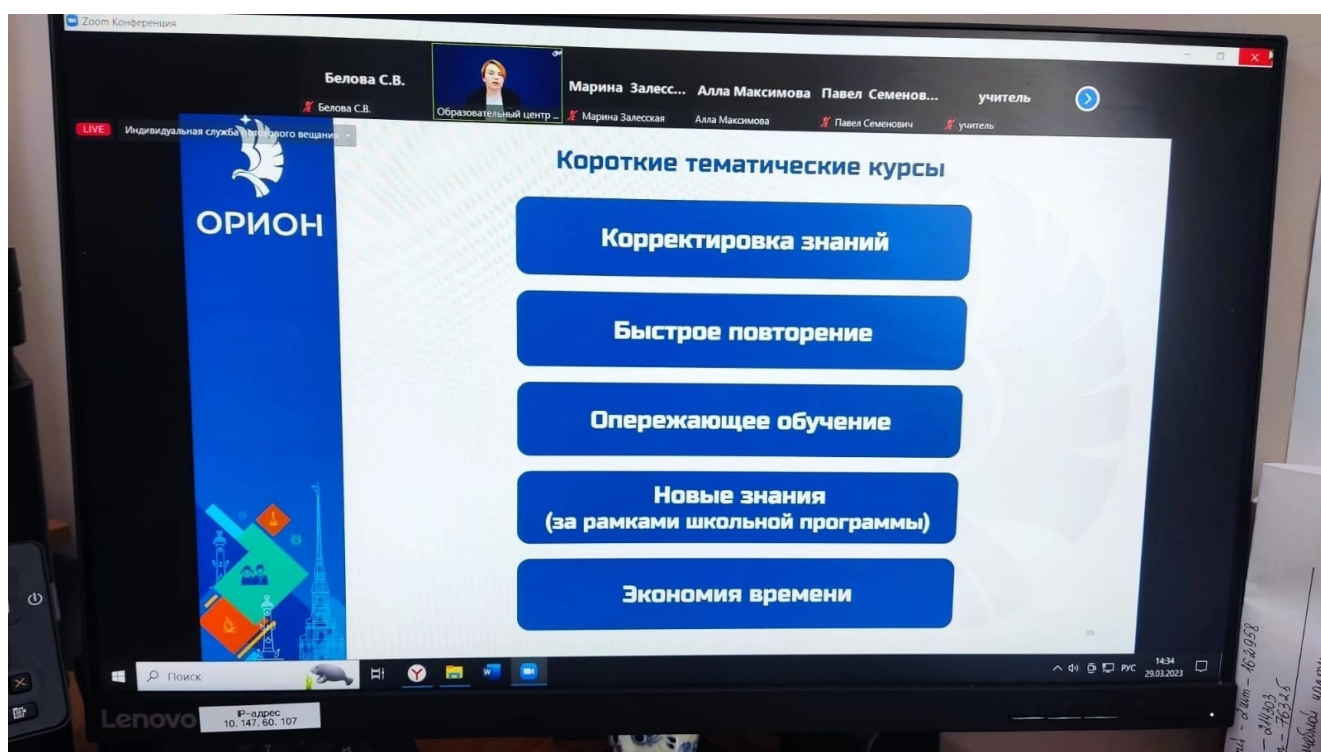 Zoom Конференция
Белова С.В.
Марина Залесс...
Алла Максимова
Павел Семенов...
учитель
Белова С.В.
Образовательный центр ...
Марина Залесская
Алла Максимова
Павел Семенович
учитель
LIVE
Индивидуальная служба потокового вещания
ОРИОН
Короткие тематические курсы
Корректировка знаний
Быстрое повторение
Опережающее обучение
Новые знания
(за рамками школьной программы)
Экономия времени
Поиск
РУС
14:34
29.03.2023
Lenovo
IP-адрес
10. 147. 60. 107
- 162958
- 214303
- 76325